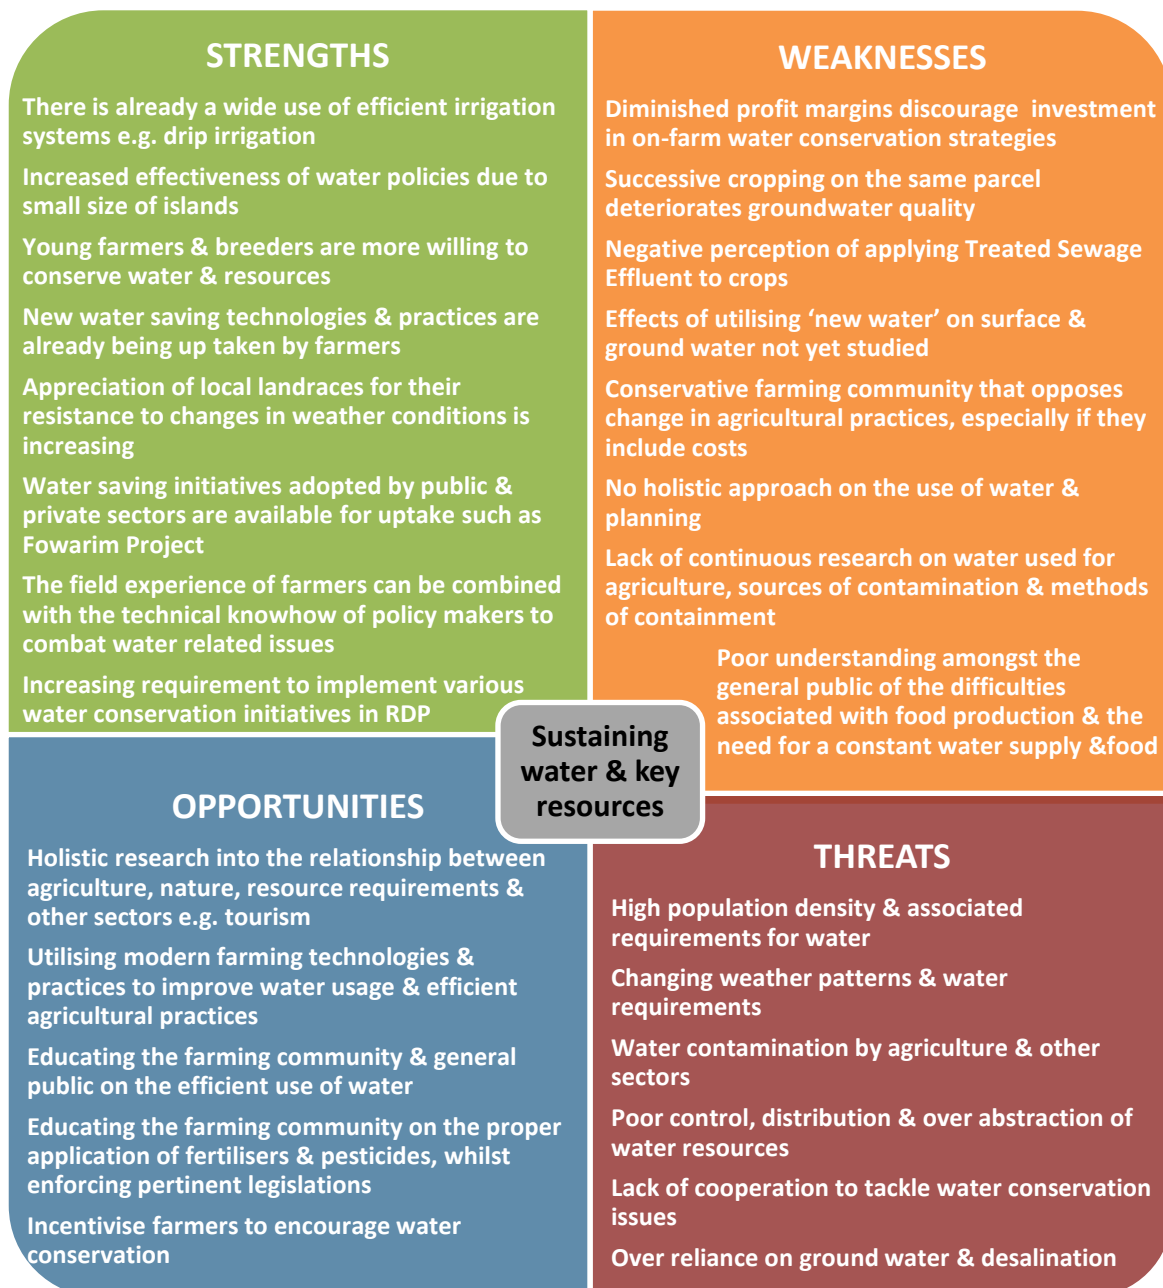 STRENGTHS
There is already a wide use of efficient irrigation
systems e.g. drip irrigation
Increased effectiveness of water policies due to
small size of islands
Young farmers & breeders are more willing to
conserve water & resources
New water saving technologies & practices are
already being up taken by farmers
Appreciation of local landraces for their
resistance to changes in weather conditions is
increasing
Water saving initiatives adopted by public &
private sectors are available for uptake such as
Fowarim Project
The field experience of farmers can be combined
with the technical knowhow of policy makers to
combat water related issues
Increasing requirement to implement various
water conservation initiatives in RDP
WEAKNESSES
Diminished profit margins discourage  investment
in on-farm water conservation strategies
Successive cropping on the same parcel
deteriorates groundwater quality
Negative perception of applying Treated Sewage
Effluent to crops
Effects of utilising ‘new water’ on surface &
ground water not yet studied
Conservative farming community that opposes
change in agricultural practices, especially if they
include costs
No holistic approach on the use of water &
planning
Lack of continuous research on water used for
agriculture, sources of contamination & methods
of containment
Poor understanding amongst the
general public of the difficulties
associated with food production & the
need for a constant water supply &food
Sustaining
water & key
resources
OPPORTUNITIES
Holistic research into the relationship between
agriculture, nature, resource requirements &
other sectors e.g. tourism
Utilising modern farming technologies &
practices to improve water usage & efficient
agricultural practices
Educating the farming community & general
public on the efficient use of water
Educating the farming community on the proper
application of fertilisers & pesticides, whilst
enforcing pertinent legislations
Incentivise farmers to encourage water
conservation
THREATS
High population density & associated
requirements for water
Changing weather patterns & water
requirements
Water contamination by agriculture & other
sectors
Poor control, distribution & over abstraction of
water resources
Lack of cooperation to tackle water conservation
issues
Over reliance on ground water & desalination